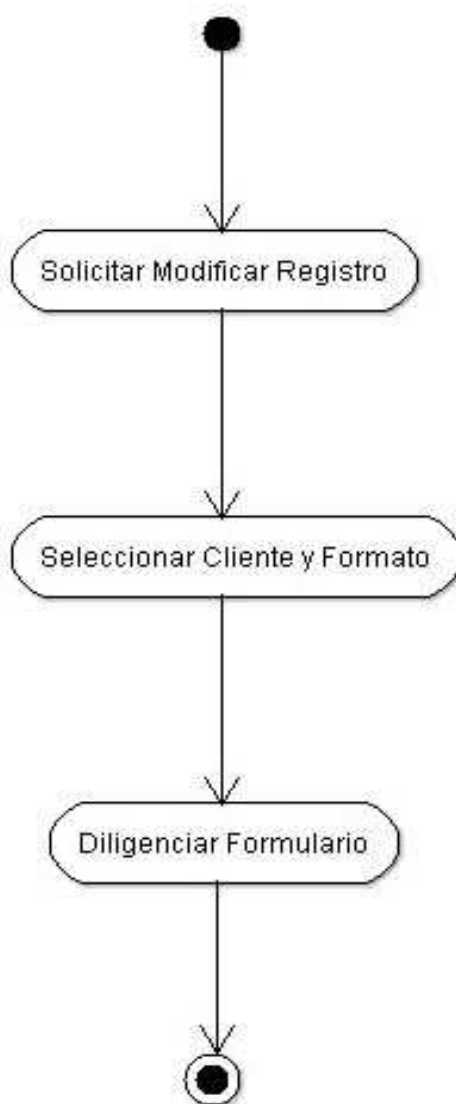 Solicitar Modificar Registro
Seleccionar Cliente y Formato
Diligenciar Formulario